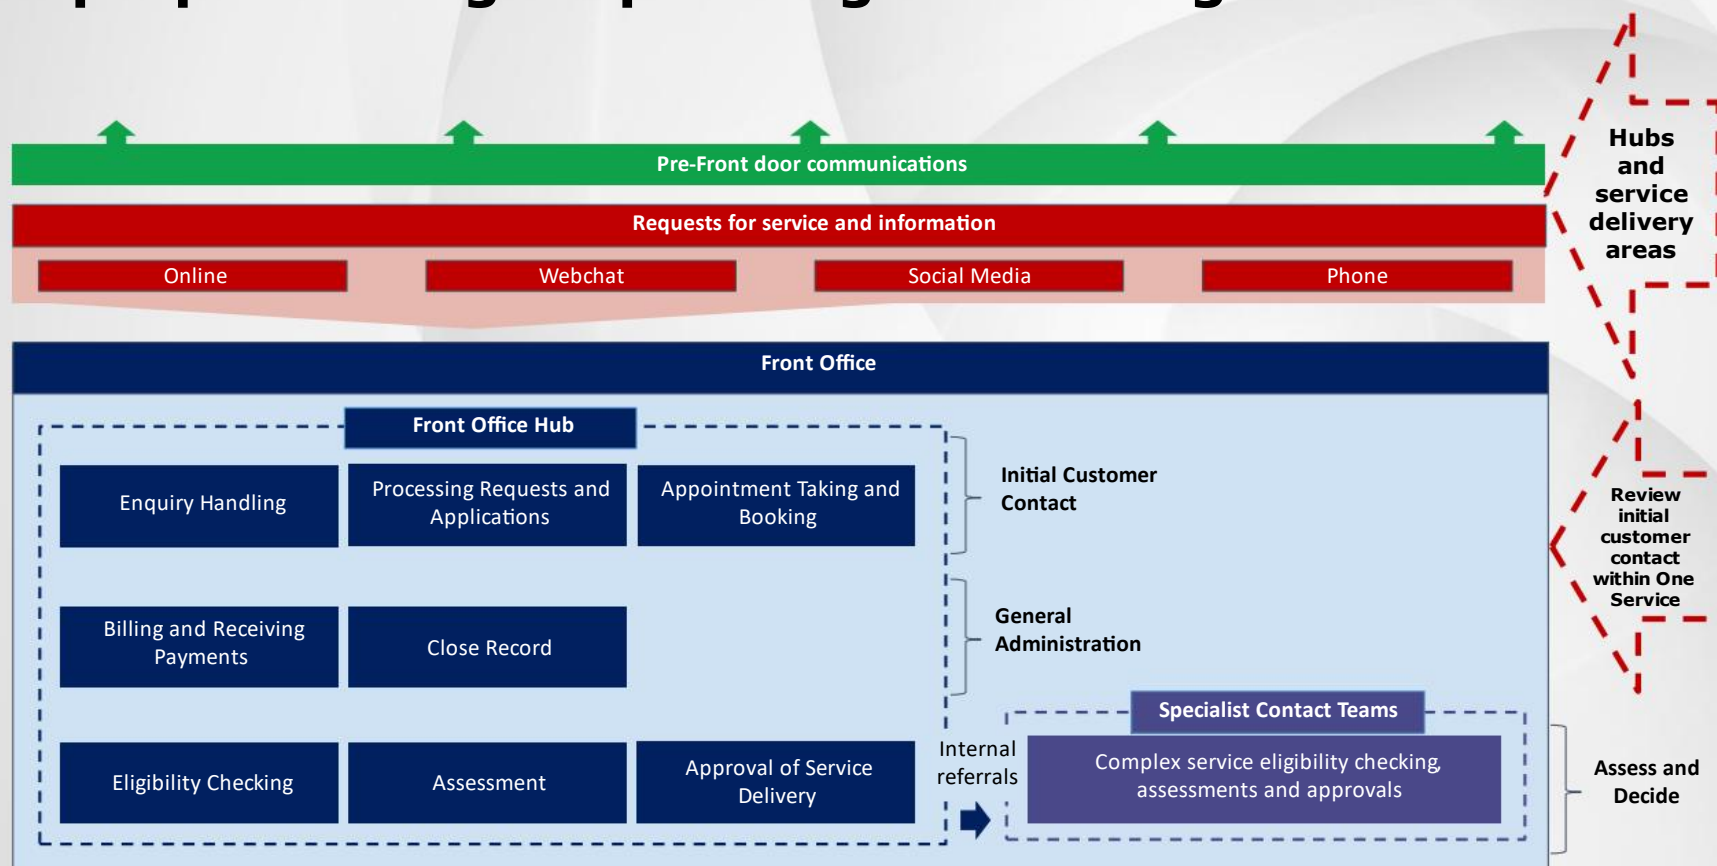 Pre-Front door communications
Requests for service and information
Online
Webchat
Social Media
Phone
Hubs
and
service
delivery
areas
Front Office
Front Office Hub
Enquiry Handling
Processing Requests and
Applications
Appointment Taking and
Booking
Initial Customer
Contact
Review
initial
customer
contact
within One
Service
Billing and Receiving
Payments
Close Record
General
Administration
Specialist Contact Teams
Eligibility Checking
Assessment
Approval of Service
Delivery
Internal
referrals
Complex service eligibility checking,
assessments and approvals
Assess and
Decide